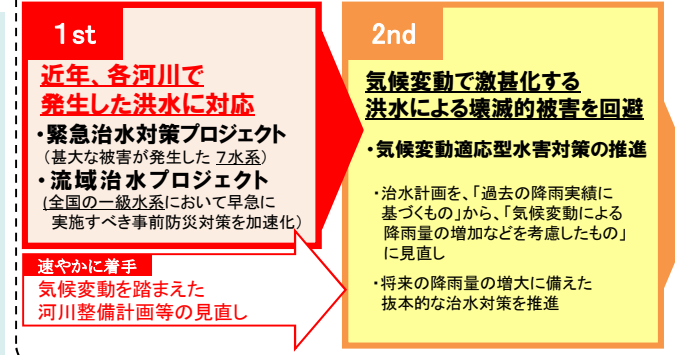 1st
近年、各河川で
発生した洪水に対応
・緊急治水対策プロジェクト
（甚大な被害が発生した 7水系）
・流域治水プロジェクト
(全国の一級水系において早急に
実施すべき事前防災対策を加速化）
速やかに着手
気候変動を踏まえた
河川整備計画等の見直し
2nd
気候変動で激甚化する
洪水による壊滅的被害を回避
・気候変動適応型水害対策の推進
・治水計画を、「過去の降雨実績に
基づくもの」から、「気候変動による
降雨量の増加などを考慮したもの」
に見直し
・将来の降雨量の増大に備えた
抜本的な治水対策を推進